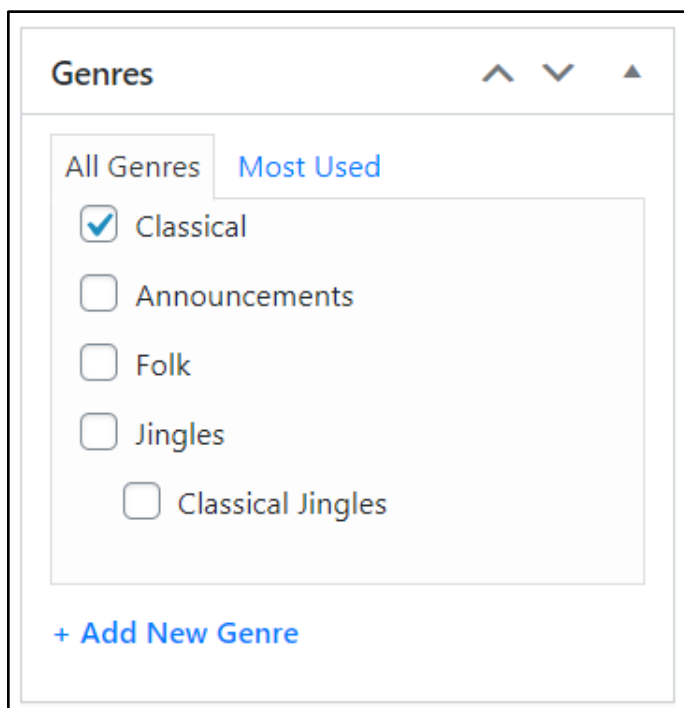 Genres
All Genres Most Used
Classical
Announcements
Folk
Jingles
Classical Jingles
+ Add New Genre